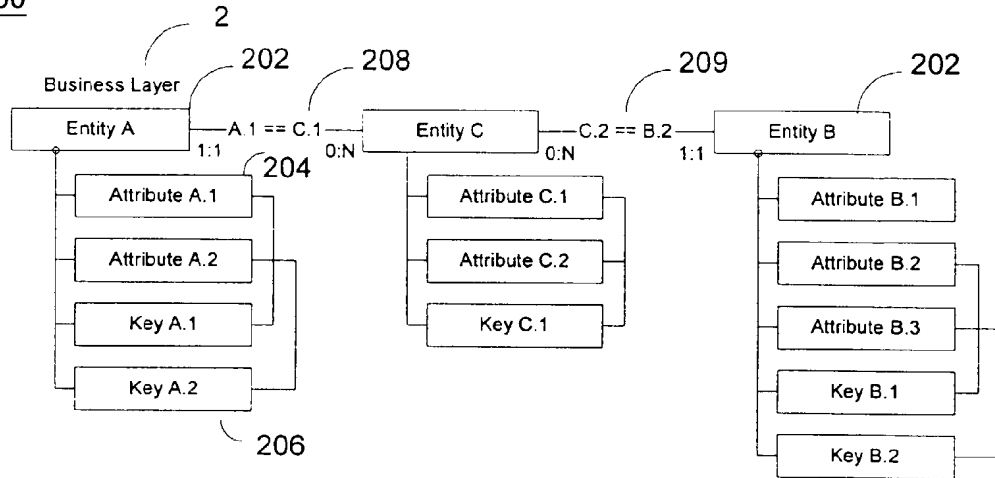 2
Business Layer
202
208
209
202
Entity A
A.1 == C.1
Entity C
C.2 == B.2
Entity B
1:1
0:N
0:N
1:1
204
Attribute A.1
Attribute C.1
Attribute B.1
Attribute A.2
Attribute C.2
Attribute B.2
Key A.1
Key C.1
Attribute B.3
Key A.2
Key B.1
206
Key B.2